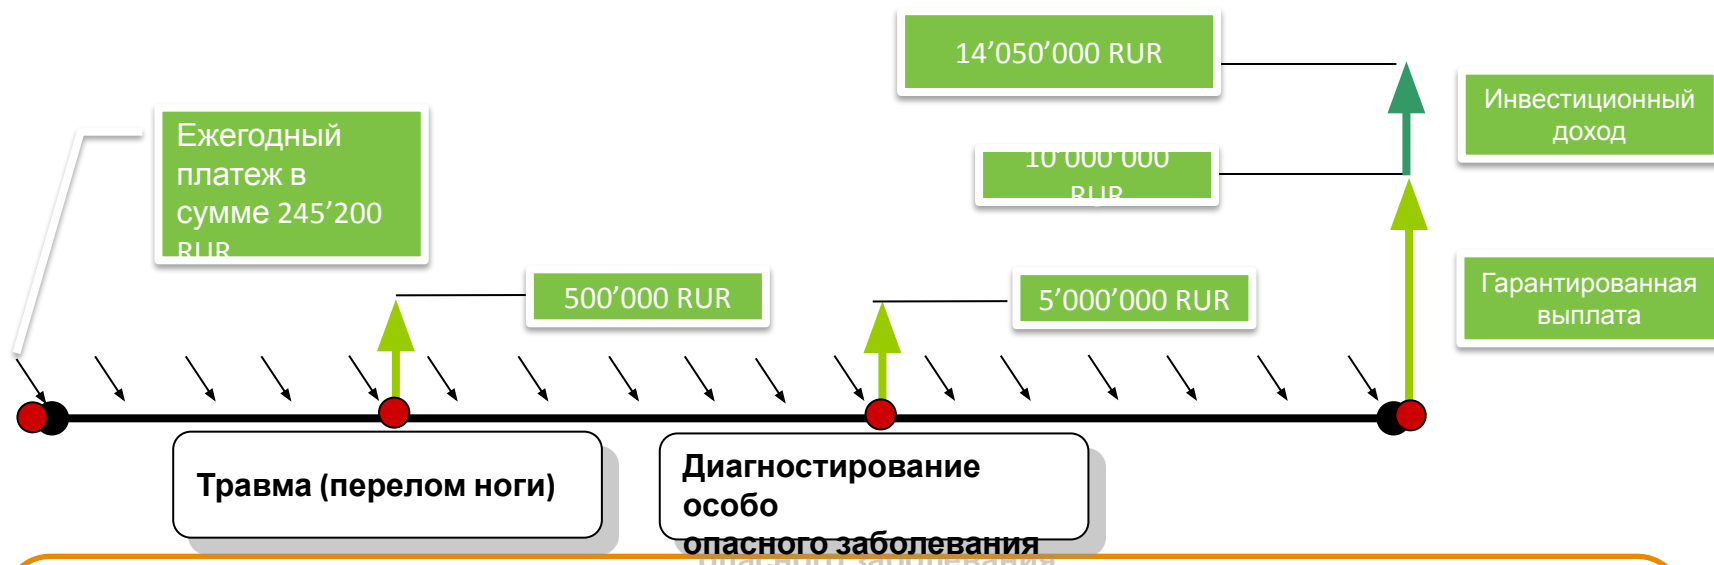 14’050’000 RUR
Инвестиционный
доход
Ежегодный
платеж в
сумме 245’200
RUR
10’000’000
RUR
500’000 RUR
5’000’000 RUR
Гарантированная
выплата
Травма (перелом ноги)
Диагностирование
особо
опасного заболевания